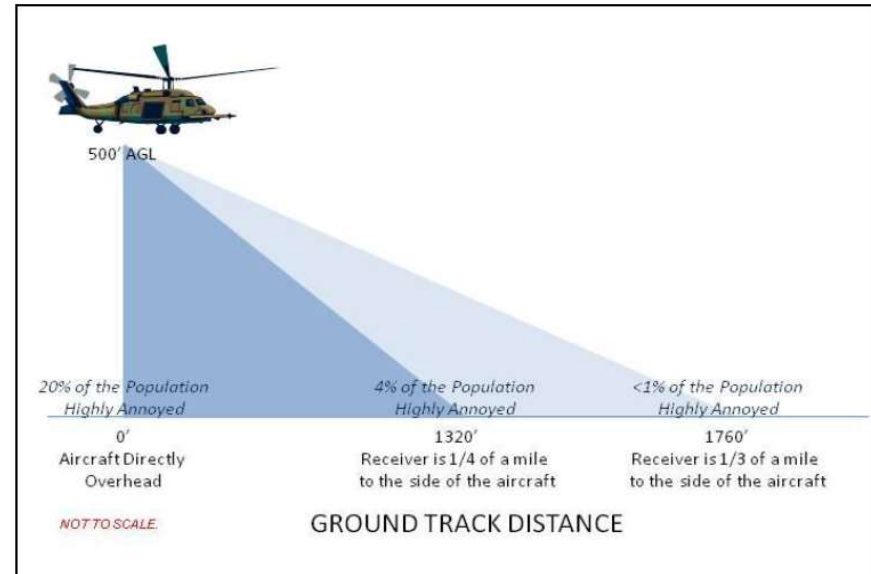 500' AGL
20% of the Population
Highly Annoyed
4% of the Population
Highly Annoyed
<1% of the Population
Highly Annoyed
0'
Aircraft Directly
Overhead
1320'
Receiver is 1/4 of a mile
to the side of the aircraft
1760'
Receiver is 1/3 of a mile
to the side of the aircraft
NOT TO SCALE.
GROUND TRACK DISTANCE